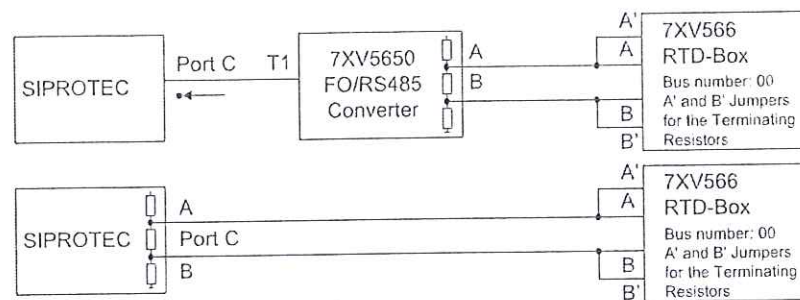 A'
7XV566
RTD-Box
Bus number: 00
A' and B' Jumpers
for the Terminating
Resistors
A
B
B'
SIPROTEC
Port C
T1
7XV5650
FO/RS485
Converter
A
B
A'
7XV566
RTD-Box
Bus number: 00
A' and B' Jumpers
for the Terminating
Resistors
A
B
B'
SIPROTEC
A
Port C
B